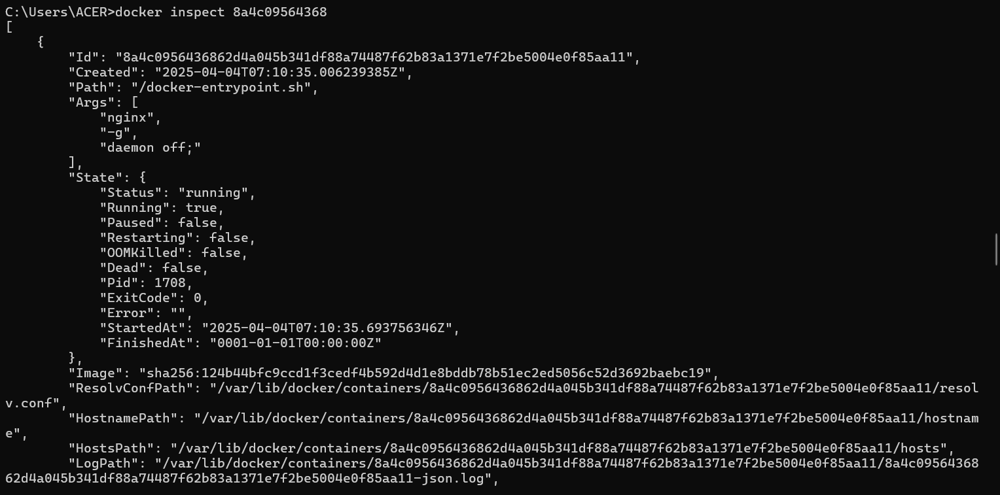 C:\Users\ACER>docker inspect 8a4c09564368
[
    {
        "Id": "8a4c0956436862d4a045b341df88a74487f62b83a1371e7f2be5004e0f85aa11",
        "Created": "2025-04-04T07:10:35.006239385Z",
        "Path": "/docker-entrypoint.sh",
        "Args": [
            "nginx",
            "-g",
            "daemon off;"
        ],
        "State": {
            "Status": "running",
            "Running": true,
            "Paused": false,
            "Restarting": false,
            "OOMKilled": false,
            "Dead": false,
            "Pid": 1708,
            "ExitCode": 0,
            "Error": "",
            "StartedAt": "2025-04-04T07:10:35.693756346Z",
            "FinishedAt": "0001-01-01T00:00:00Z"
        },
        "Image": "sha256:124b44bfc9ccd1f3cedf4b592d4d1e8bddb78b51ec2ed5056c52d3692baebc19",
        "ResolvConfPath": "/var/lib/docker/containers/8a4c0956436862d4a045b341df88a74487f62b83a1371e7f2be5004e0f85aa11/resol
v.conf",
        "HostnamePath": "/var/lib/docker/containers/8a4c0956436862d4a045b341df88a74487f62b83a1371e7f2be5004e0f85aa11/hostnam
e",
        "HostsPath": "/var/lib/docker/containers/8a4c0956436862d4a045b341df88a74487f62b83a1371e7f2be5004e0f85aa11/hosts",
        "LogPath": "/var/lib/docker/containers/8a4c0956436862d4a045b341df88a74487f62b83a1371e7f2be5004e0f85aa11/8a4c09564368
62d4a045b341df88a74487f62b83a1371e7f2be5004e0f85aa11-json.log",